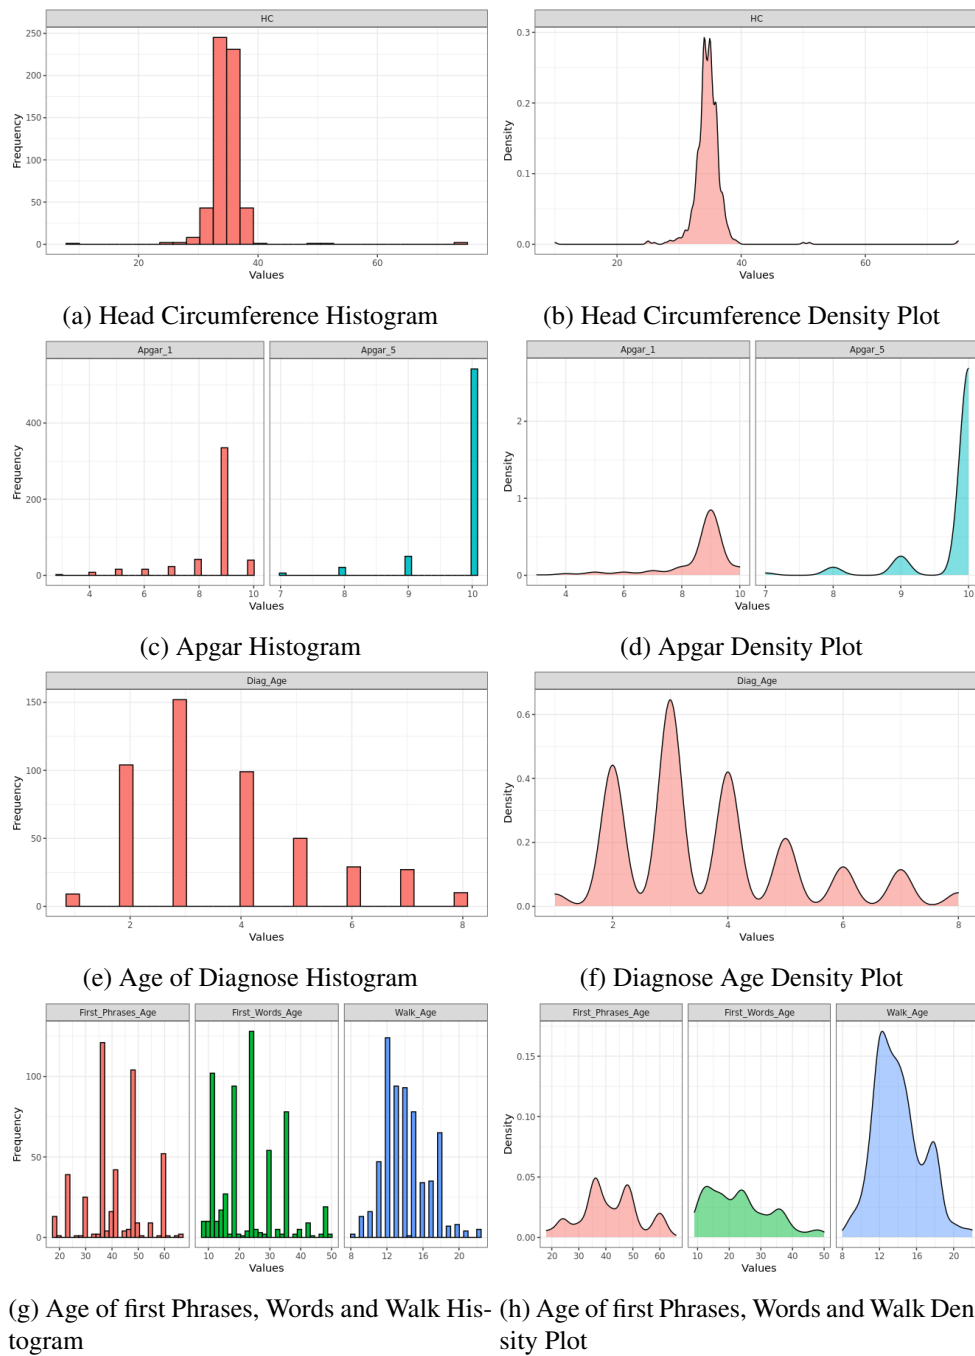 HC
Frequency
250
200
150
100
50
0
20 40 60
Values
(a) Head Circumference Histogram
HC
Density
0.3
0.2
0.1
0.0
20 40 60
Values
(b) Head Circumference Density Plot
Apgar_1 Apgar_5
Frequency
400
200
0
4 6 8 10 7 8 9 10
Values
(c) Apgar Histogram
Apgar_1 Apgar_5
Density
2
1
0
4 6 8 10 7 8 9 10
Values
(d) Apgar Density Plot
Diag_Age
Frequency
150
100
50
0
2 4 6 8
Values
(e) Age of Diagnose Histogram
Diag_Age
Density
0.6
0.4
0.2
0.0
2 4 6 8
Values
(f) Diagnose Age Density Plot
First_Phrases_Age First_Words_Age Walk_Age
Frequency
100
50
0
20 30 40 50 60 10 20 30 40 50 8 12 16 20
Values
(g) Age of first Phrases, Words and Walk His-
togram
First_Phrases_Age First_Words_Age Walk_Age
Density
0.15
0.10
0.05
0.00
20 30 40 50 60 10 20 30 40 50 8 12 16 20
Values
(h) Age of first Phrases, Words and Walk Den
sity Plot